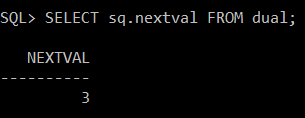 SQL> SELECT sq.nextval FROM dual;
NEXTVAL
----------
3